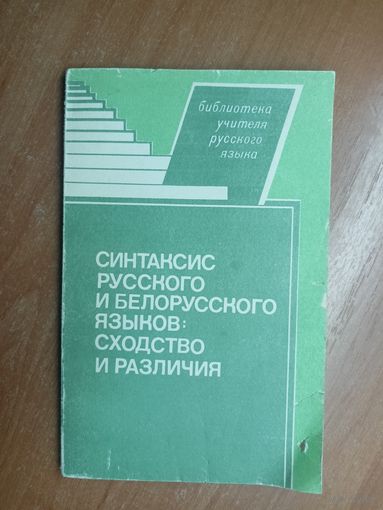 библиотека
учителя
русского
языка
СИНТАКСИС
РУССКОГО
И БЕЛОРУССКОГО
ЯЗЫКОВ:
СХОДСТВО
И РАЗЛИЧИЯ